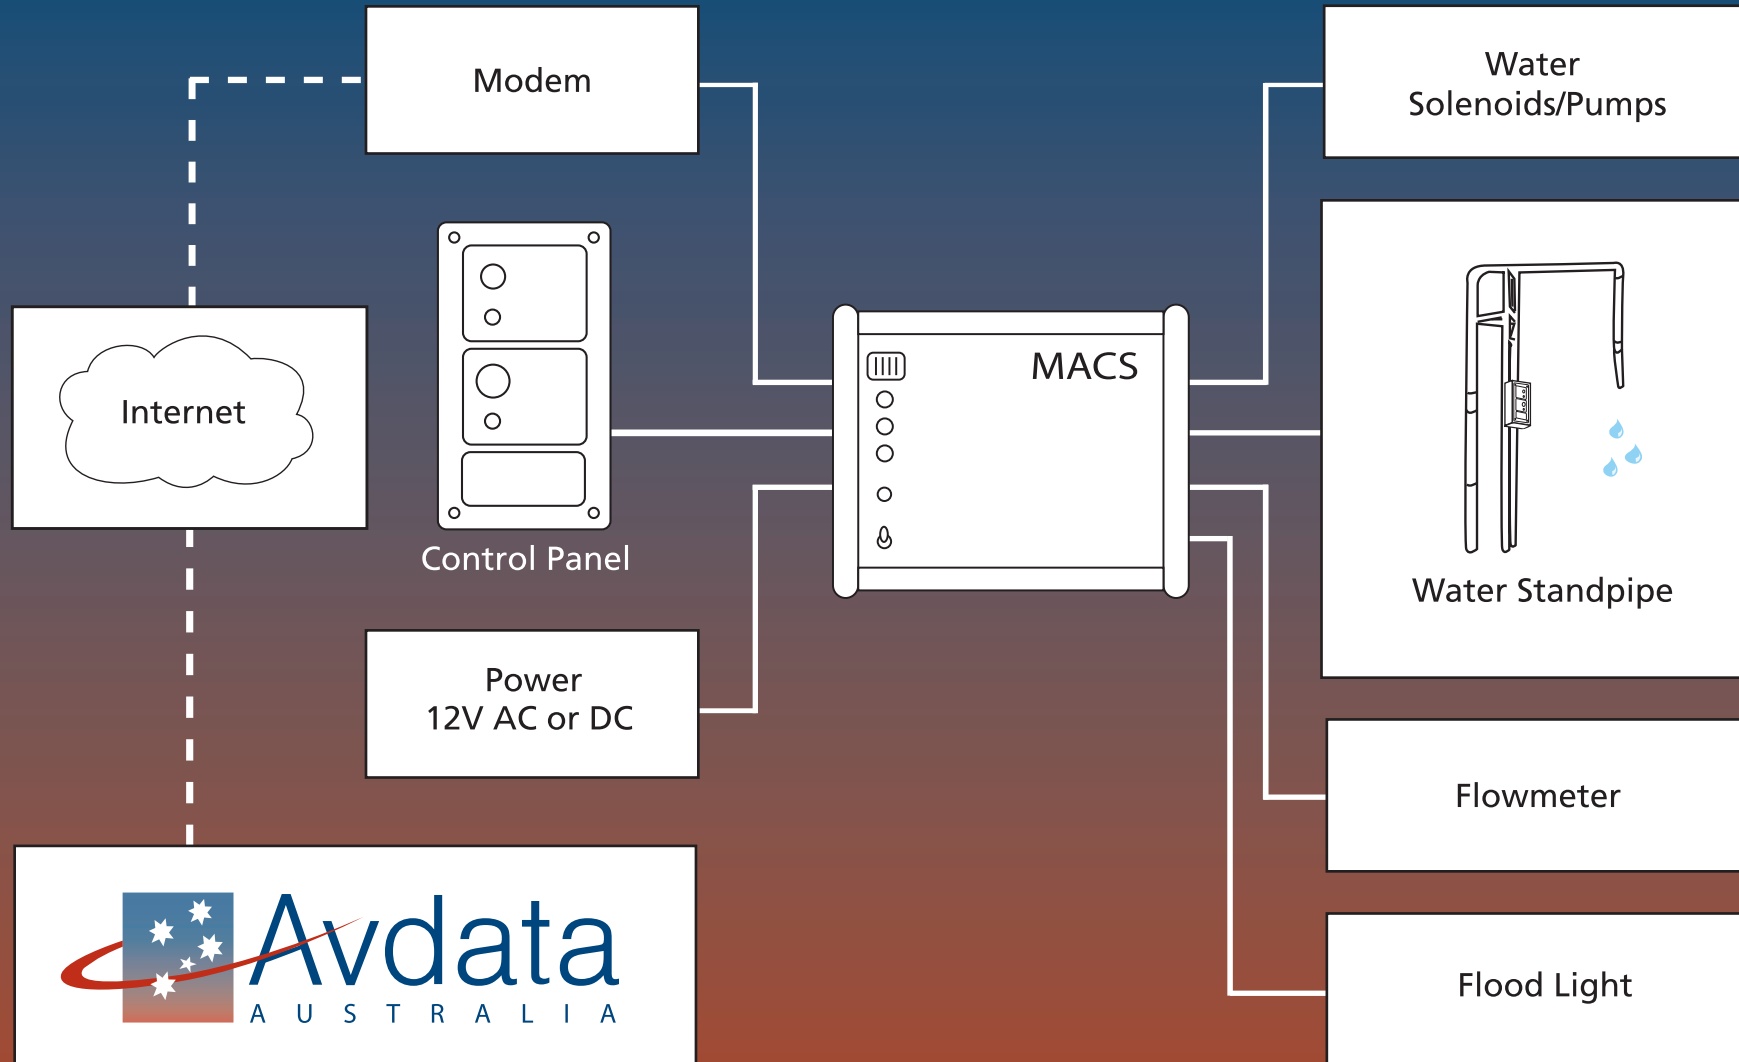 Modem
Water
Solenoids/Pumps
MACS
Internet
Control Panel
Water Standpipe
Power
12V AC or DC
Flowmeter
Avdata
AUSTRALIA
Flood Light